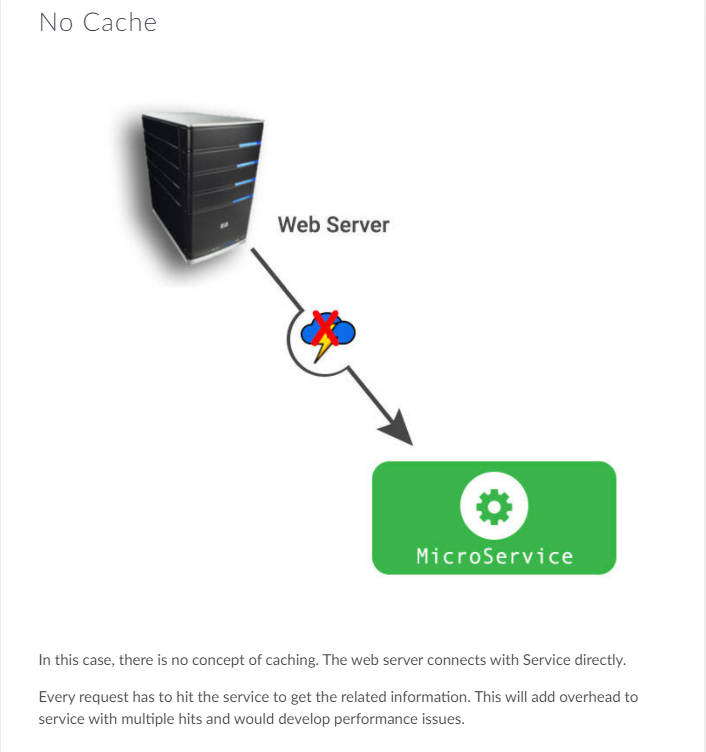 No Cache
Web Server
MicroService
In this case, there is no concept of caching. The web server connects with Service directly.
Every request has to hit the service to get the related information. This will add overhead to
service with multiple hits and would develop performance issues.